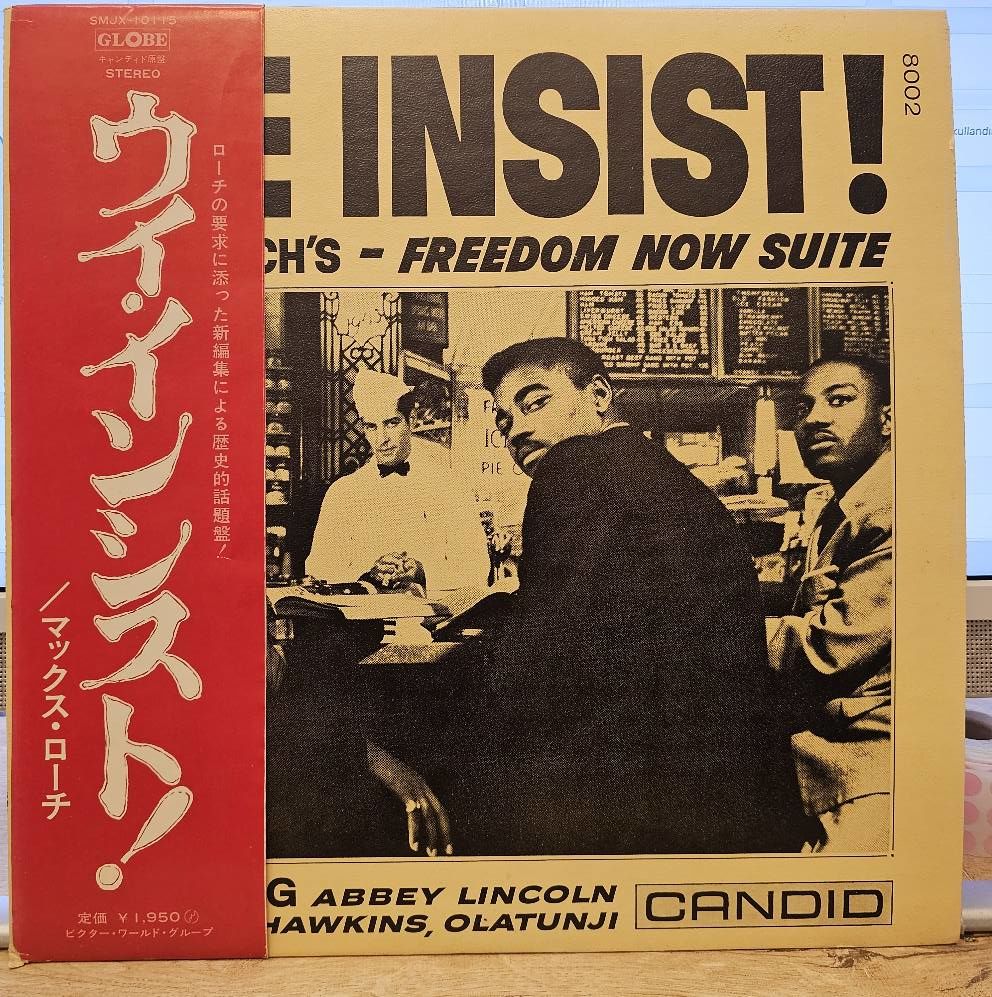 SMJX-10115
GLOBE
キャンディド原盤
STEREO
ウイ・インシスト!
ローチの要求に添った新編集による歴史的話題盤!
/マックス・ローチ
定価 ¥1,950
ビクター・ワールド・グループ
E INSIST!
8002
CH'S - FREEDOM NOW SUITE
PIE
G ABBEY LINCOLN
HAWKINS, OLATUNJI
CANDID